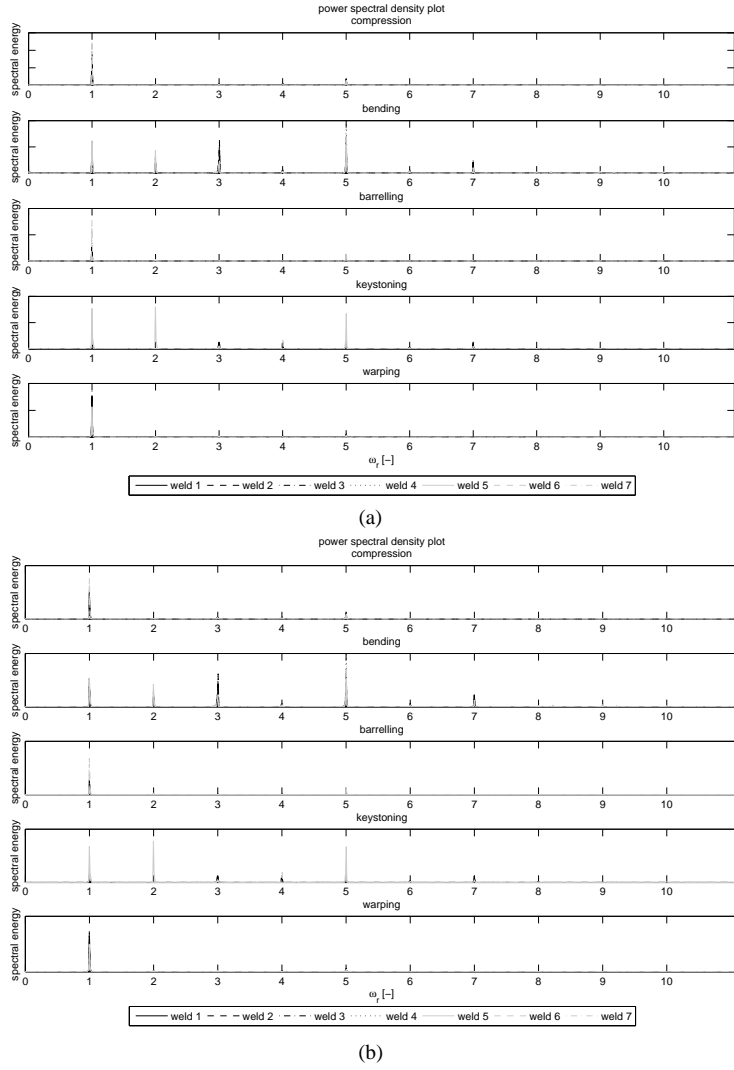 power spectral density plot
compression
spectral energy
0 1 2 3 4 5 6 7 8 9 10
bending
spectral energy
0 1 2 3 4 5 6 7 8 9 10
barrelling
spectral energy
0 1 2 3 4 5 6 7 8 9 10
keystoning
spectral energy
0 1 2 3 4 5 6 7 8 9 10
warping
spectral energy
0 1 2 3 4 5 6 7 8 9 10
ω_r [−]
weld 1 weld 2 weld 3 weld 4 weld 5 weld 6 weld 7
(a)
power spectral density plot
compression
spectral energy
0 1 2 3 4 5 6 7 8 9 10
bending
spectral energy
0 1 2 3 4 5 6 7 8 9 10
barrelling
spectral energy
0 1 2 3 4 5 6 7 8 9 10
keystoning
spectral energy
0 1 2 3 4 5 6 7 8 9 10
warping
spectral energy
0 1 2 3 4 5 6 7 8 9 10
ω_r [−]
weld 1 weld 2 weld 3 weld 4 weld 5 weld 6 weld 7
(b)